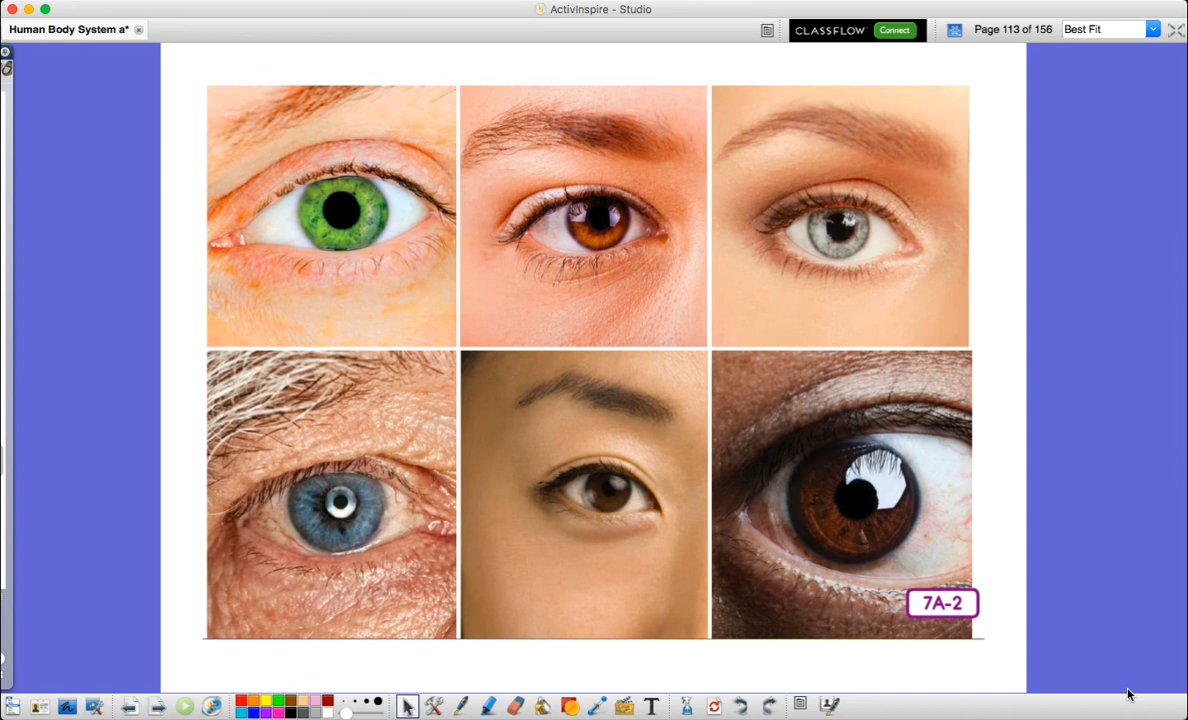 ActivInspire - Studio
Human Body System a*
CLASSFLOW Connect
Page 113 of 156
Best Fit
7A-2
T